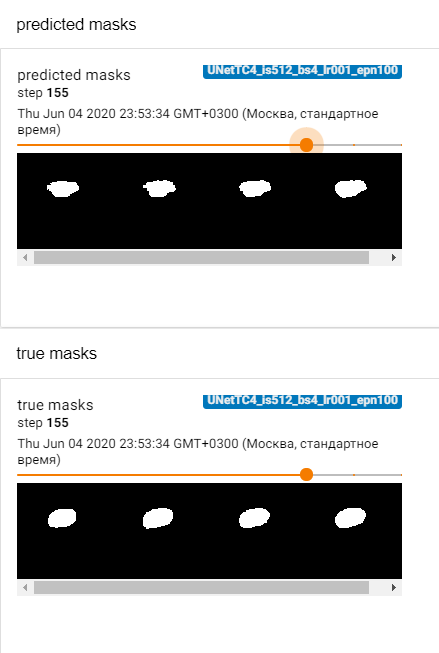 predicted masks
predicted masks
UNetTC4_is512_bs4_lr001_epn100
step 155
Thu Jun 04 2020 23:53:34 GMT+0300 (Москва, стандартное
время)
true masks
true masks
UNetTC4_is512_bs4_lr001_epn100
step 155
Thu Jun 04 2020 23:53:34 GMT+0300 (Москва, стандартное
время)